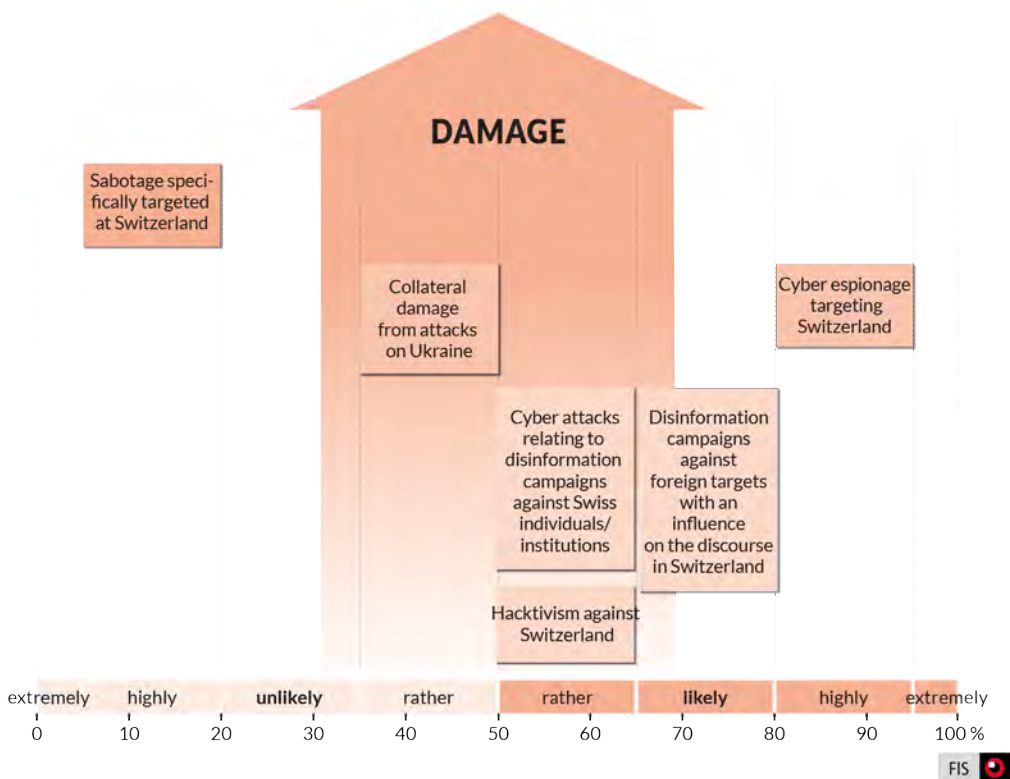 DAMAGE
Sabotage speci-
fically targeted
at Switzerland
Collateral
damage
from attacks
on Ukraine
Cyber espionage
targeting
Switzerland
Cyber attacks
relating to
disinformation
campaigns
against Swiss
individuals/
institutions
Disinformation
campaigns
against
foreign targets
with an
influence
on the discourse
in Switzerland
Hacktivism against
Switzerland
extremely highly unlikely rather rather likely highly extremely
0 10 20 30 40 50 60 70 80 90 100 %
FIS